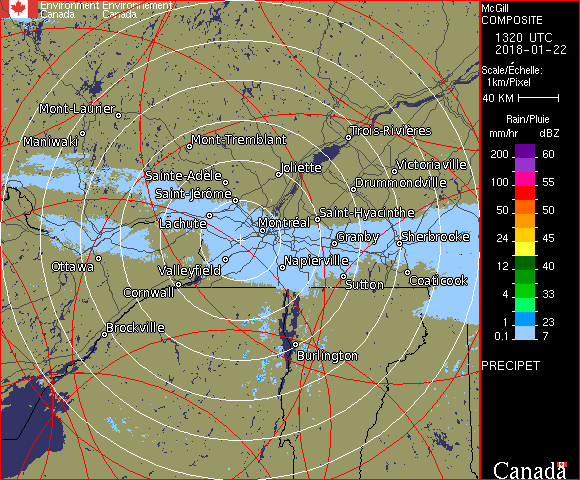 Environment Environnement
Canada Canada
McGill
COMPOSITE
1320 UTC
2018-01-22
Scale/Échelle:
1km/Pixel
40 KM
Rain/Pluie
mm/hr dBZ
200 60
150 57
100 55
50 50
24 45
12 40
4 33
1 23
0.1 7
PRECIPET
Canada
Mont-Laurier
Maniwaki
Mont-Tremblant
Trois-Rivières
Sainte-Adèle
Joliette
Victoriaville
Saint-Jérôme
Drummondville
Lachute
Montréal
Saint-Hyacinthe
Granby
Sherbrooke
Ottawa
Valleyfield
Napierville
Cornwall
Sutton
Coaticook
Brockville
Burlington